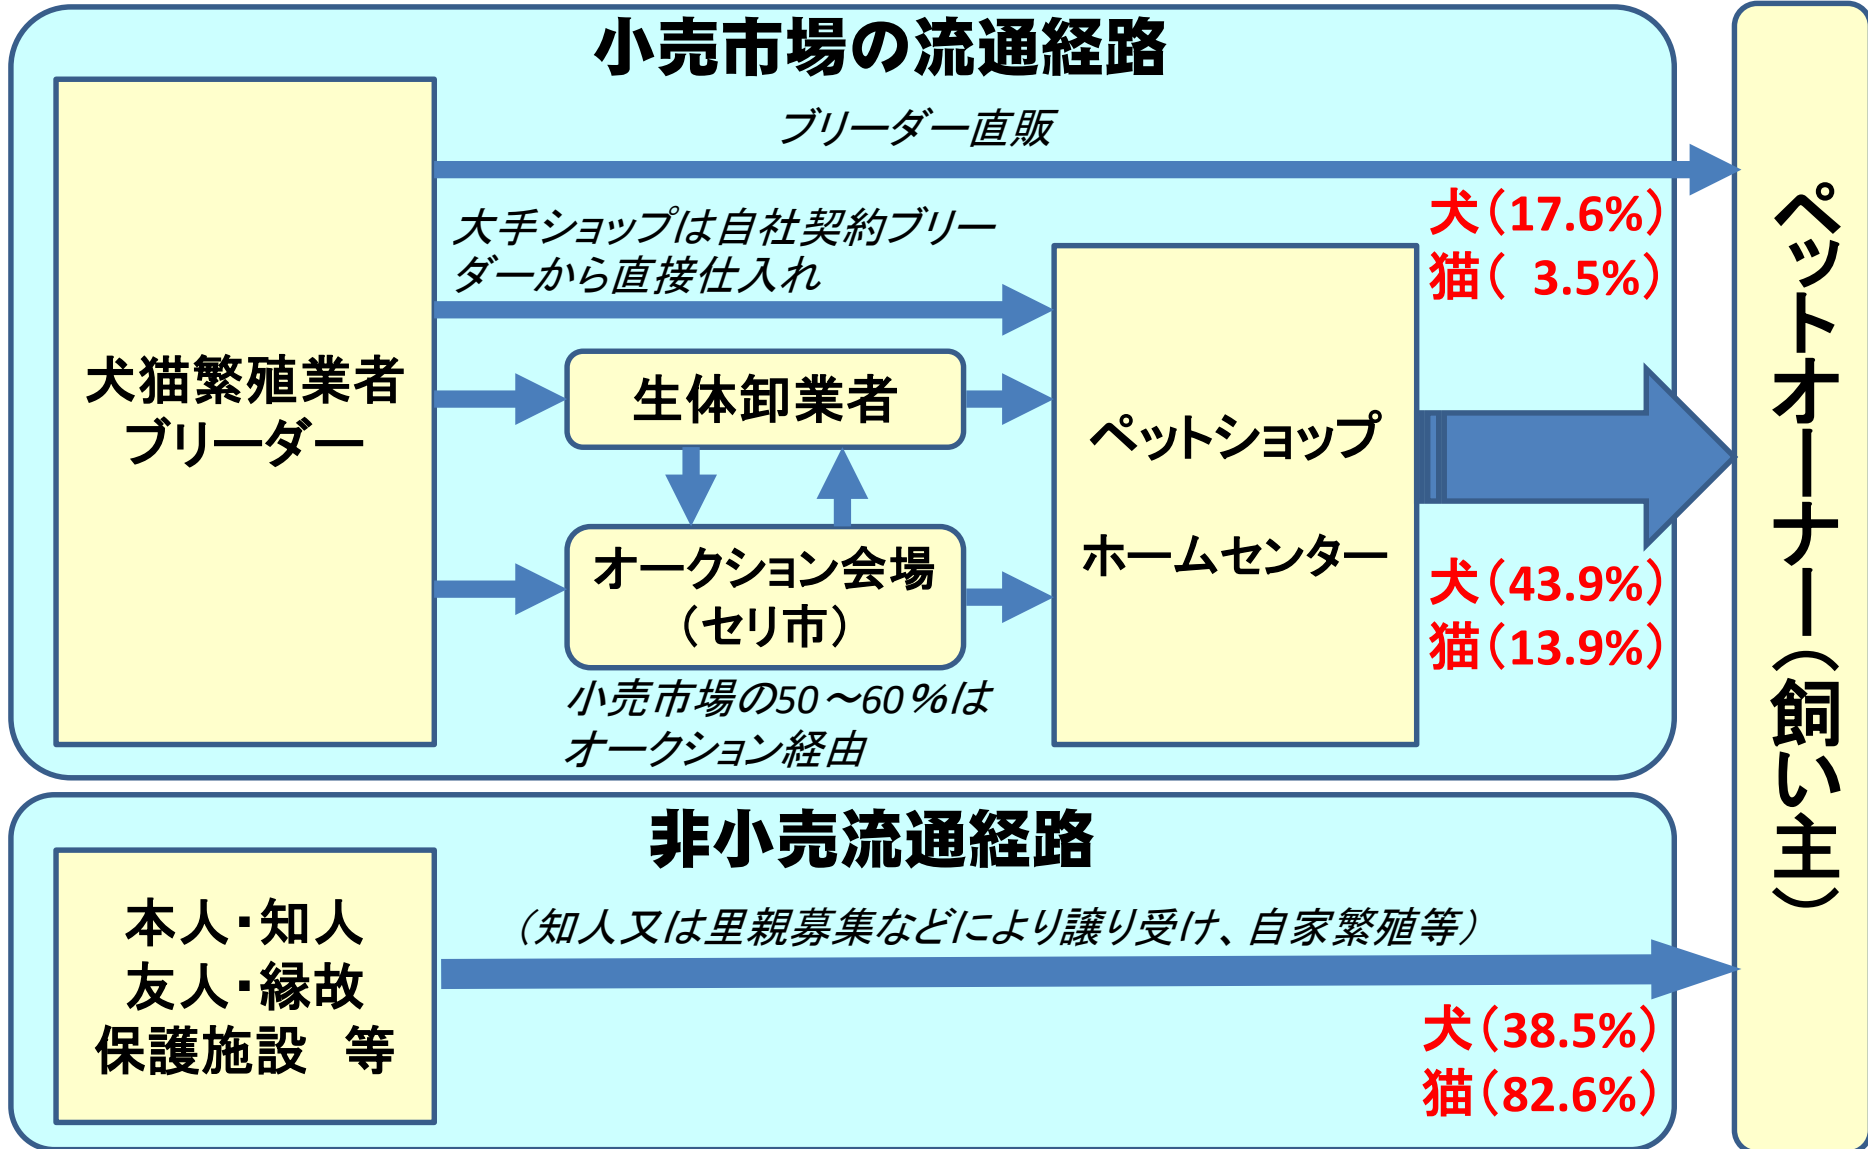 小売市場の流通経路
ブリーダー直販
犬猫繁殖業者
ブリーダー
大手ショップは自社契約ブリー
ダーから直接仕入れ
生体卸業者
オークション会場
（セリ市）
小売市場の50～60％は
オークション経由
ペットショップ
ホームセンター
犬（17.6%）
猫（ 3.5%）
犬（43.9%）
猫（13.9%）
ペットオーナー（飼い主）
非小売流通経路
本人・知人
友人・縁故
保護施設　等
（知人又は里親募集などにより譲り受け、自家繁殖等）
犬（38.5%）
猫（82.6%）